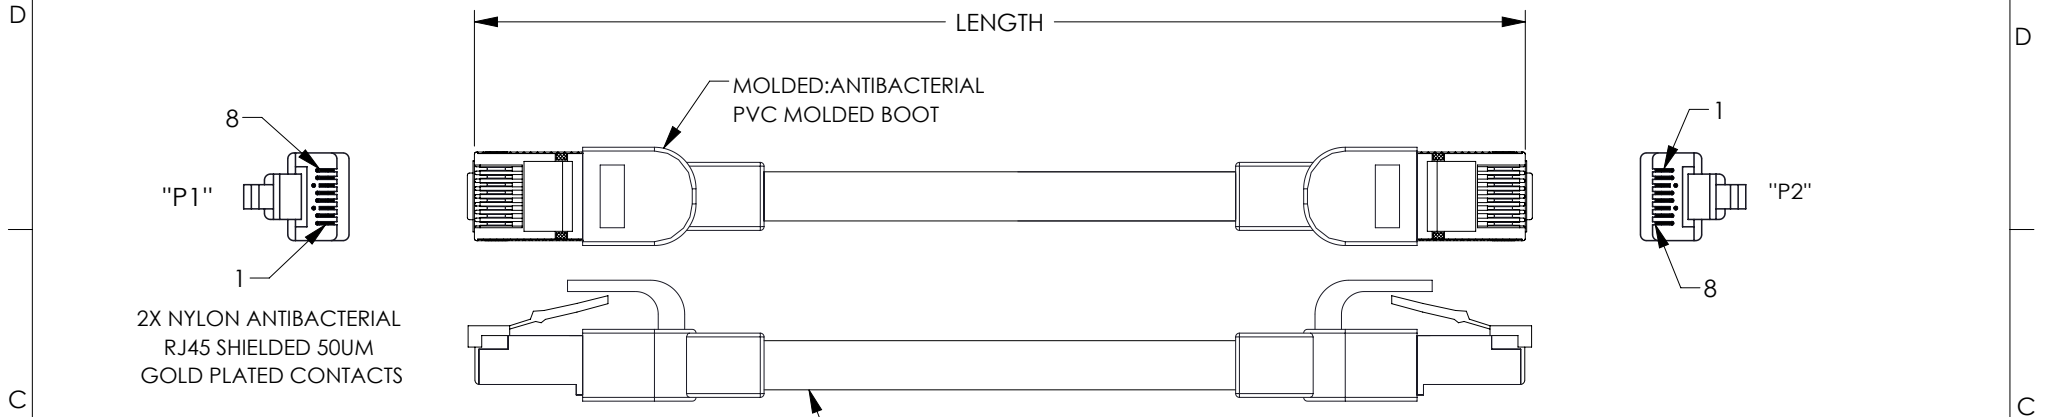 D
LENGTH
D
MOLDED:ANTIBACTERIAL
PVC MOLDED BOOT
8
1
"P1"
"P2"
1
8
2X NYLON ANTIBACTERIAL
RJ45 SHIELDED 50UM
GOLD PLATED CONTACTS
C
C